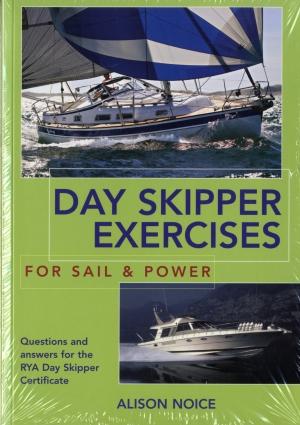 DAY SKIPPER
EXERCISES
FOR SAIL & POWER
Questions and
answers for the
RYA Day Skipper
Certificate
ALISON NOICE